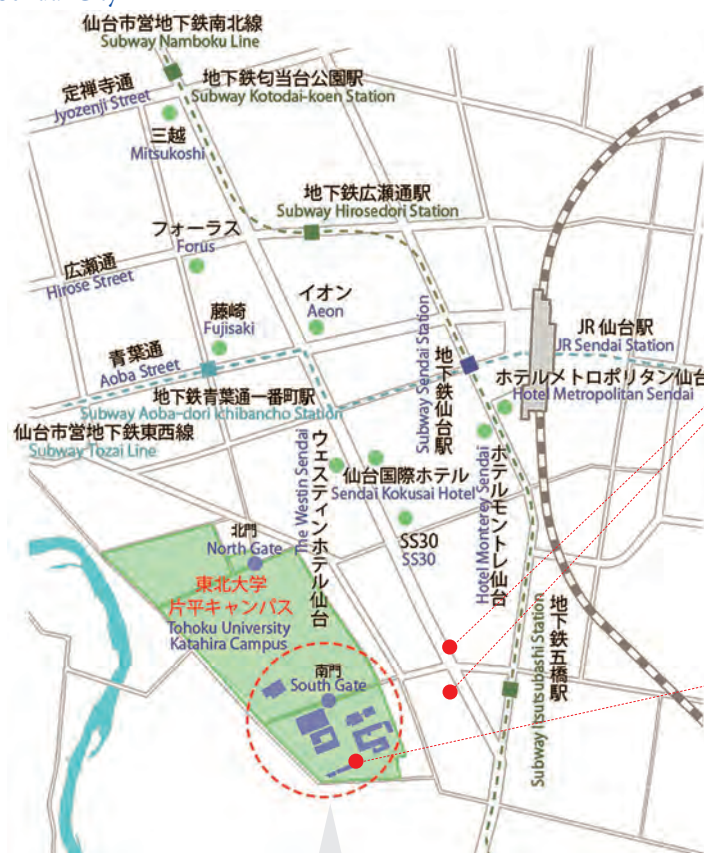 仙台市営地下鉄南北線
Subway Namboku Line
定禅寺通
Jyozenji Street
地下鉄匂当台公園駅
Subway Kotodai-koen Station
三越
Mitsukoshi
地下鉄広瀬通駅
Subway Hirosedori Station
フォーラス
Forus
広瀬通
Hirose Street
藤崎
Fujisaki
イオン
Aeon
青葉通
Aoba Street
地下鉄仙台駅
Subway Sendai Station
JR 仙台駅
JR Sendai Station
地下鉄青葉通一番町駅
Subway Aoba-dori Ichibancho Station
ホテルメトロポリタン仙台
Hotel Metropolitan Sendai
仙台市営地下鉄東西線
Subway Tozai Line
ウェスティンホテル仙台
The Westin Sendai
仙台国際ホテル
Sendai Kokusai Hotel
ホテルモントレ仙台
Hotel Monterey Sendai
SS30
SS30
北門
North Gate
東北大学
片平キャンパス
Tohoku University
Katahira Campus
南門
South Gate
地下鉄五橋駅
Subway Itsutsubashi Station